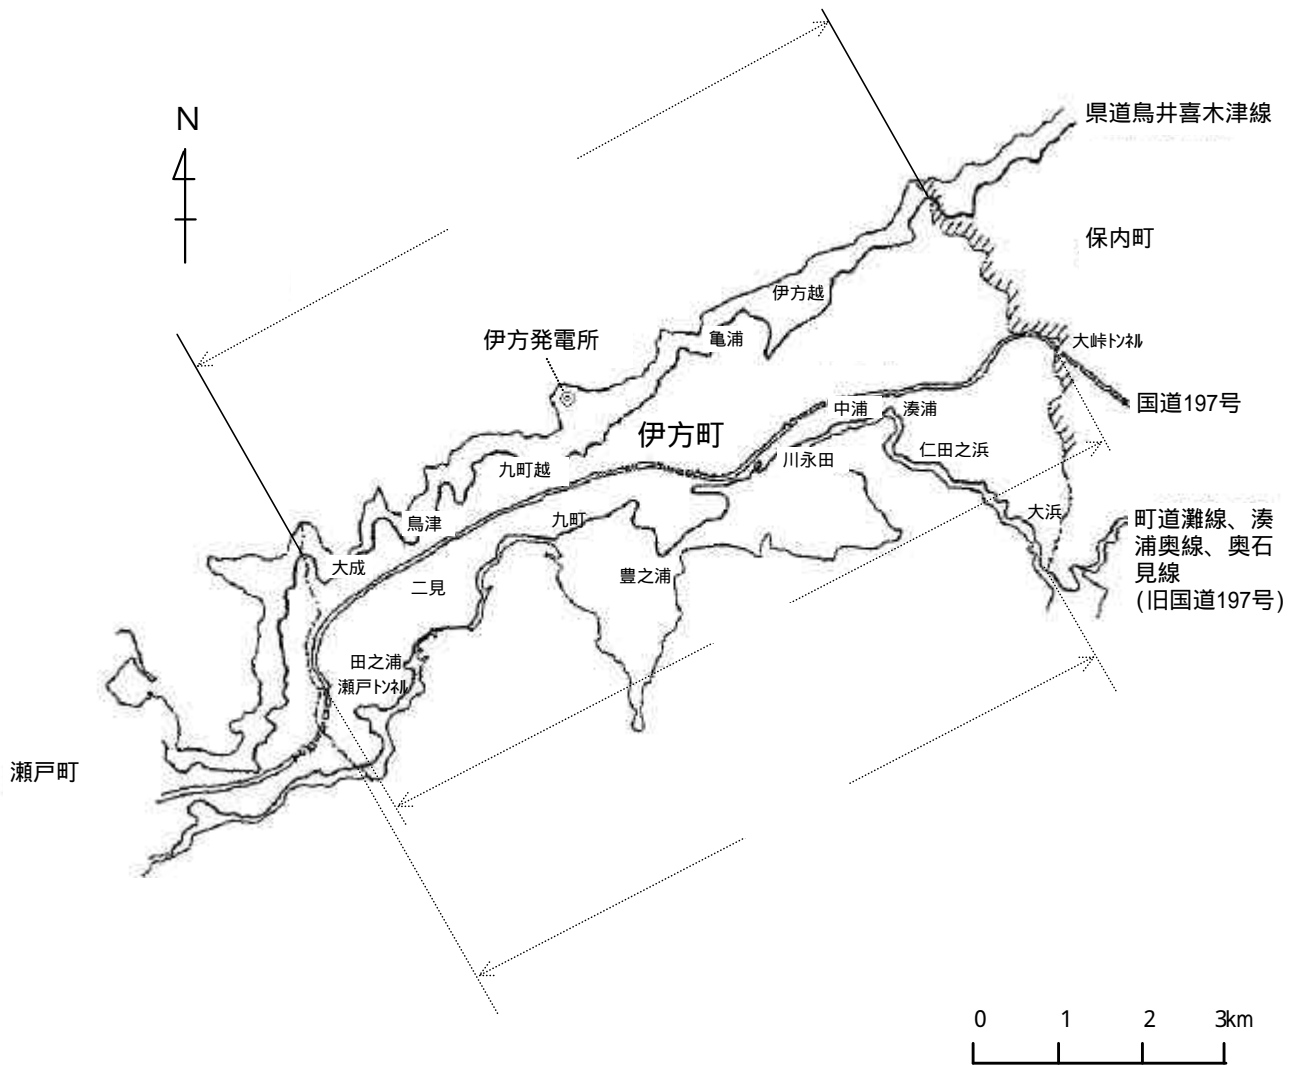 県道鳥井喜木津線
N
保内町
伊方越
伊方発電所
亀浦
大峠トンネル
国道197号
中浦
湊浦
伊方町
仁田之浜
川永田
九町越
大浜
鳥津
九町
町道灘線、湊
浦奥線、奥石
見線
(旧国道197号)
大成
二見
豊之浦
田之浦
瀬戸トンネル
瀬戸町
0 1 2 3km